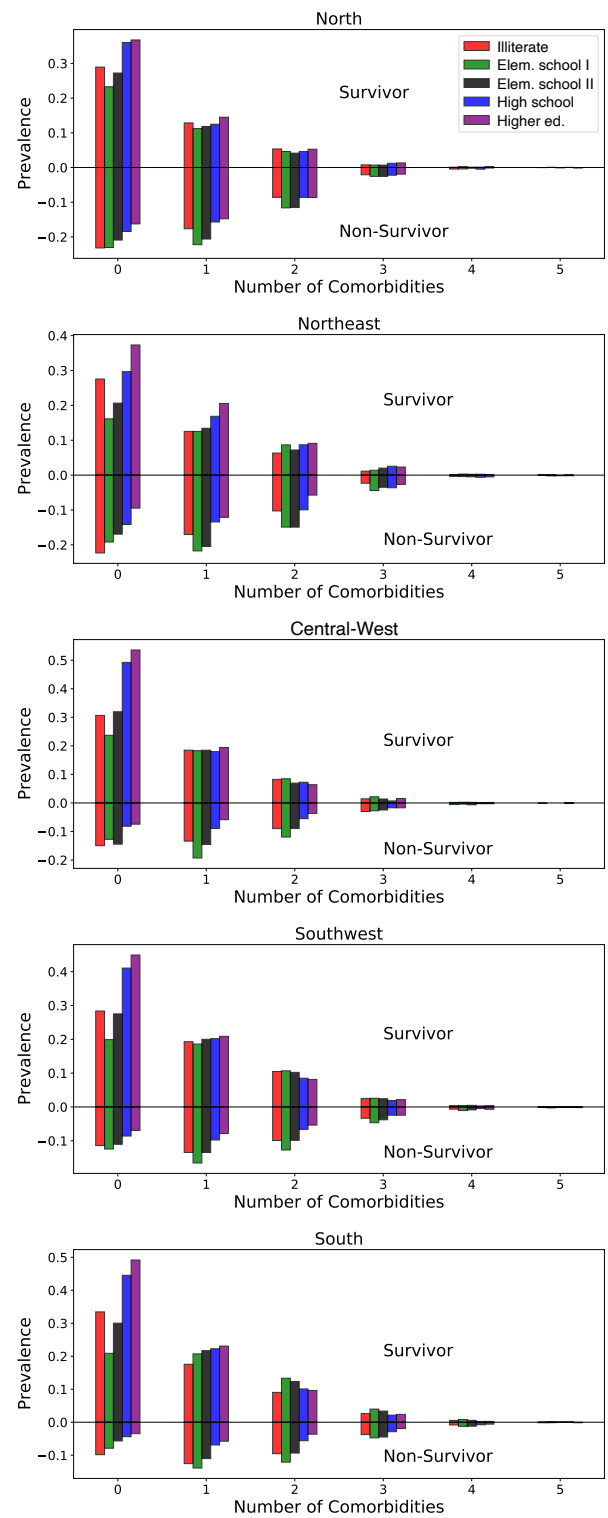 North
Illiterate
Elem. school I
Elem. school II
High school
Higher ed.
Survivor
Non-Survivor
Prevalence
0.3
0.2
0.1
0.0
−0.1
−0.2
0 1 2 3 4 5
Number of Comorbidities
Northeast
Survivor
Non-Survivor
Prevalence
0.4
0.3
0.2
0.1
0.0
−0.1
−0.2
0 1 2 3 4 5
Number of Comorbidities
Central-West
Survivor
Non-Survivor
Prevalence
0.5
0.4
0.3
0.2
0.1
0.0
−0.1
−0.2
0 1 2 3 4 5
Number of Comorbidities
Southwest
Survivor
Non-Survivor
Prevalence
0.4
0.3
0.2
0.1
0.0
−0.1
0 1 2 3 4 5
Number of Comorbidities
South
Survivor
Non-Survivor
Prevalence
0.5
0.4
0.3
0.2
0.1
0.0
−0.1
0 1 2 3 4 5
Number of Comorbidities